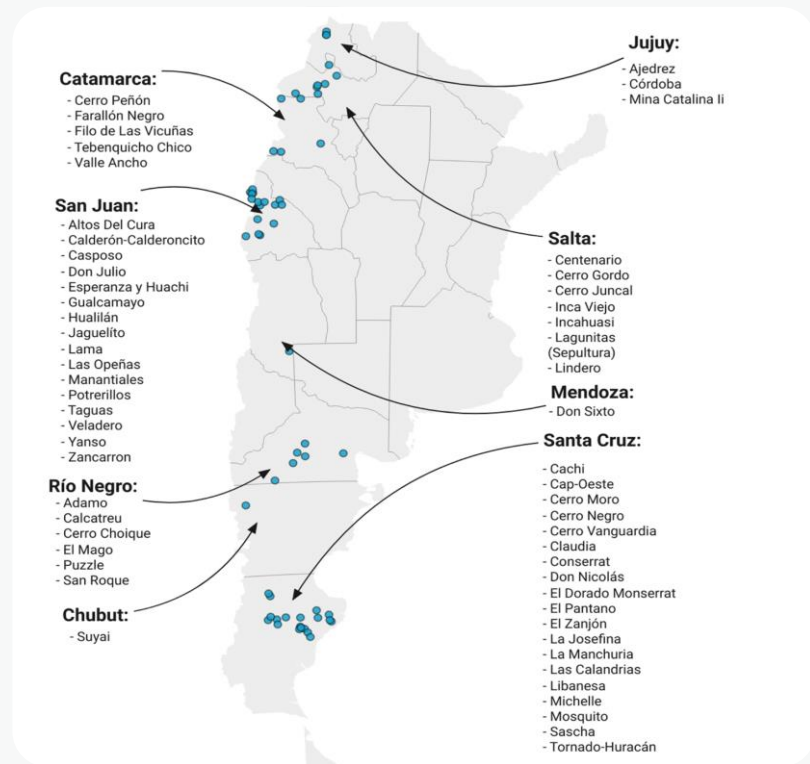 Jujuy:
- Ajedrez
- Córdoba
- Mina Catalina Ii
Catamarca:
- Cerro Peñón
- Farallón Negro
- Filo de Las Vicuñas
- Tebenquicho Chico
- Valle Ancho
San Juan:
- Altos Del Cura
- Calderón-Calderoncito
- Casposo
- Don Julio
- Esperanza y Huachi
- Gualcamayo
- Hualilán
- Jaguelíto
- Lama
- Las Opeñas
- Manantiales
- Potrerillos
- Taguas
- Veladero
- Yanso
- Zancarron
Salta:
- Centenario
- Cerro Gordo
- Cerro Juncal
- Inca Viejo
- Incahuasi
- Lagunitas
(Sepultura)
- Lindero
Mendoza:
- Don Sixto
Río Negro:
- Adamo
- Calcatreu
- Cerro Choique
- El Mago
- Puzzle
- San Roque
Chubut:
- Suyai
Santa Cruz:
- Cachi
- Cap-Oeste
- Cerro Moro
- Cerro Negro
- Cerro Vanguardia
- Claudia
- Conserrat
- Don Nicolás
- El Dorado Monserrat
- El Pantano
- El Zanjón
- La Josefina
- La Manchuria
- Las Calandrias
- Libanesa
- Michelle
- Mosquito
- Sascha
- Tornado-Huracán